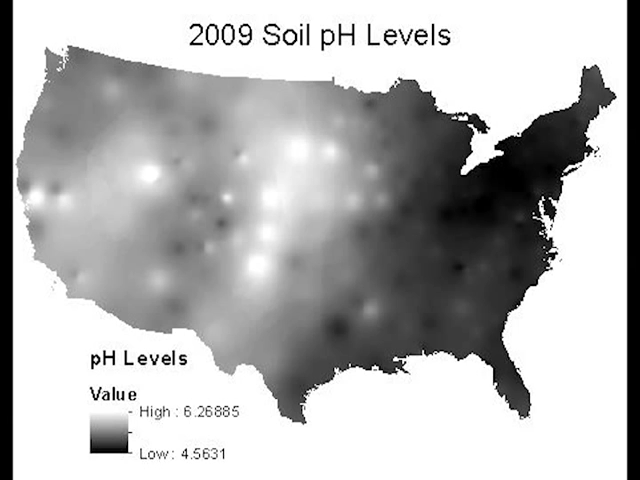 2009 Soil pH Levels
pH Levels
Value
High : 6.26885
Low : 4.5631